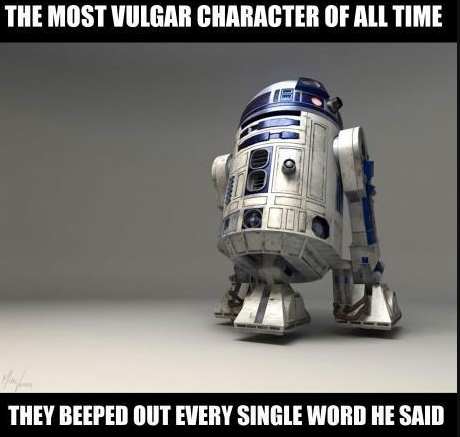 THE MOST VULGAR CHARACTER OF ALL TIME
THEY BEEPED OUT EVERY SINGLE WORD HE SAID